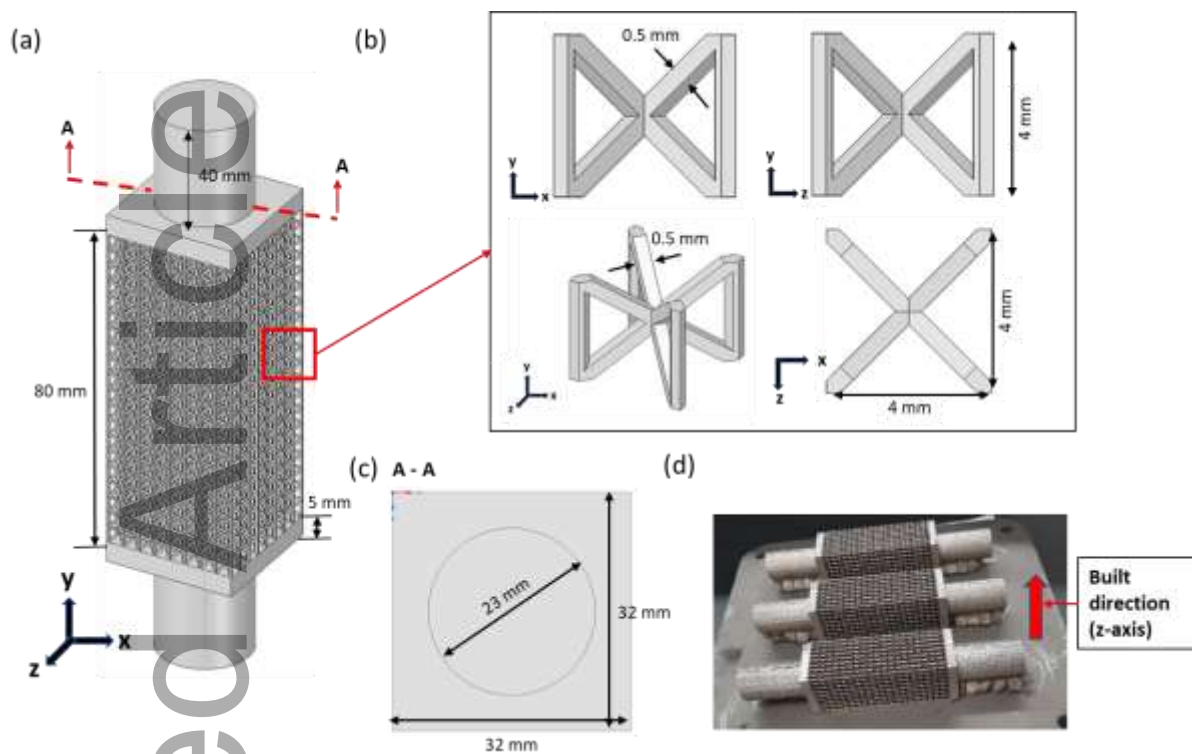 (a)
A
A
40 mm
80 mm
5 mm
y
x
z
Article
(b)
0.5 mm
y
x
y
z
4 mm
0.5 mm
y
z
x
x
z
4 mm
4 mm
(c)
A - A
23 mm
32 mm
32 mm
(d)
Built
direction
(z-axis)